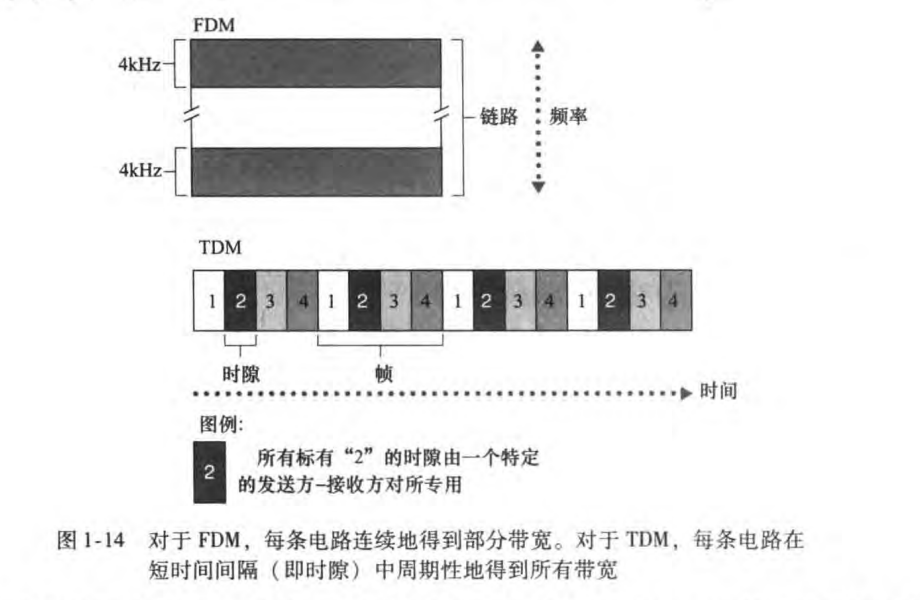 FDM
4kHz
链路
频率
4kHz
TDM
1 2 3 4 1 2 3 4 1 2 3 4 1 2 3 4
时隙
帧
时间
图例:
2
所有标有“2”的时隙由一个特定
的发送方-接收方对所专用
图 1-14 对于 FDM，每条电路连续地得到部分带宽。对于 TDM，每条电路在
短时间间隔（即时隙）中周期性地得到所有带宽